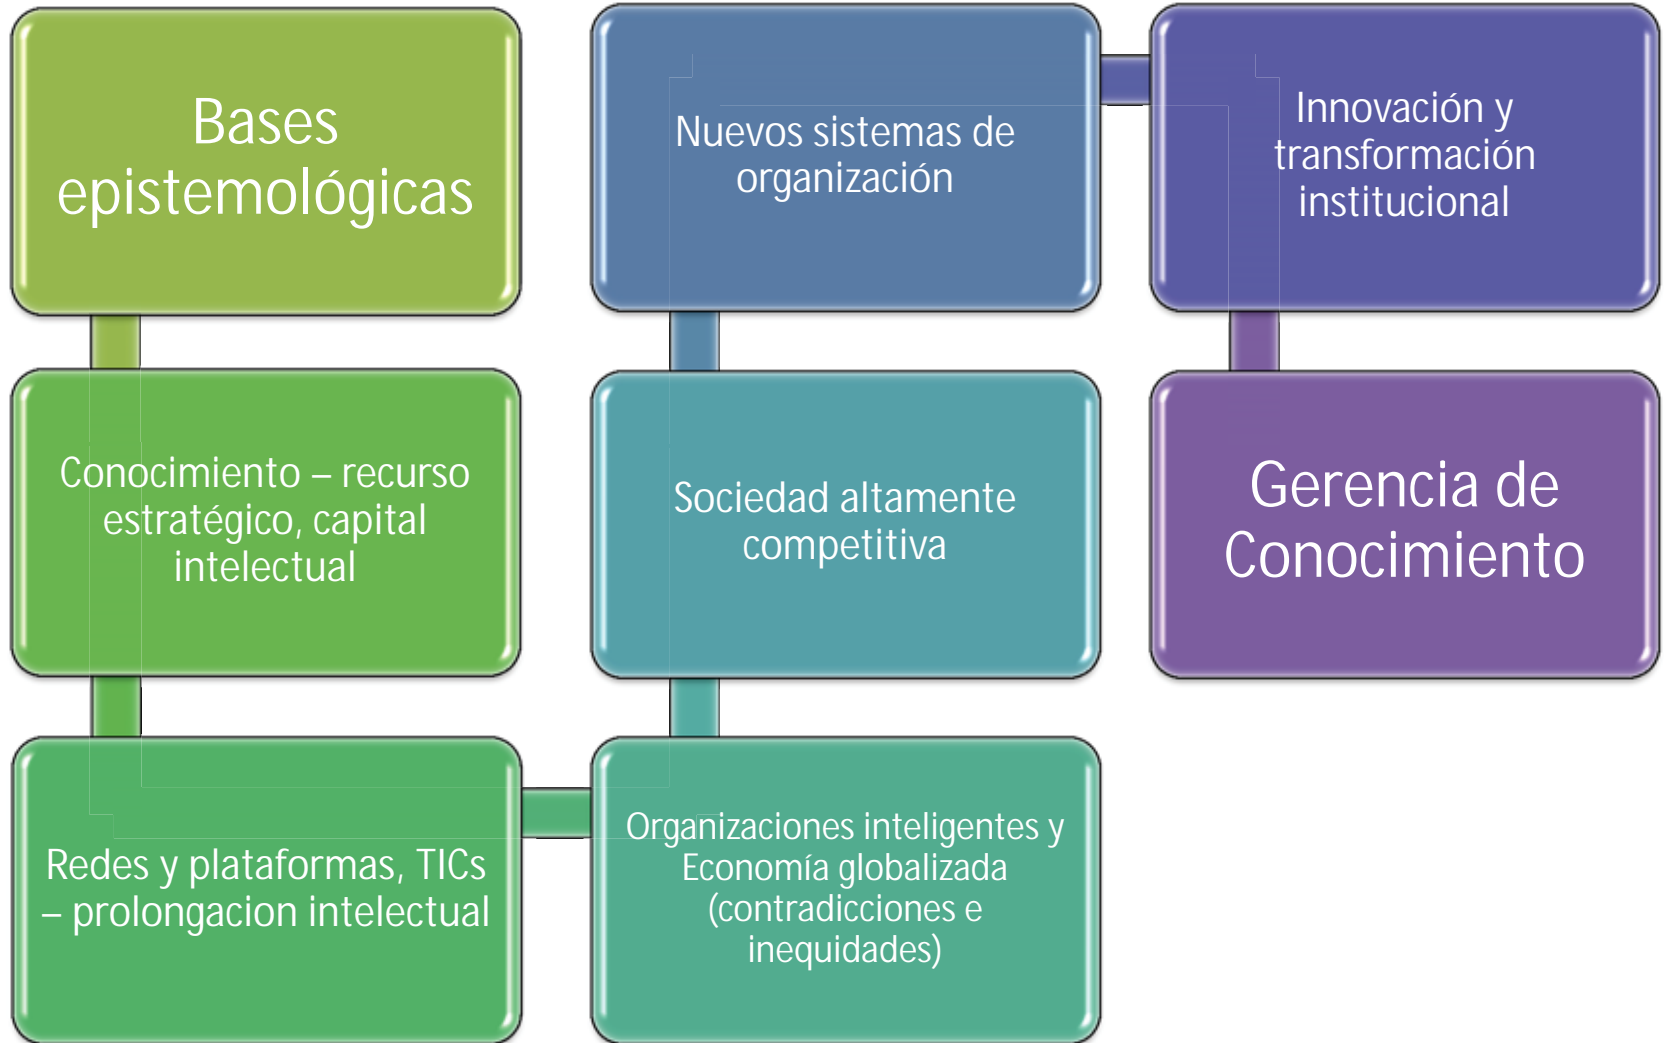 Bases
epistemológicas
Conocimiento – recurso
estratégico, capital
intelectual
Redes y plataformas, TICs
– prolongacion intelectual
Organizaciones inteligentes y
Economía globalizada
(contradicciones e
inequidades)
Sociedad altamente
competitiva
Nuevos sistemas de
organización
Innovación y
transformación
institucional
Gerencia de
Conocimiento